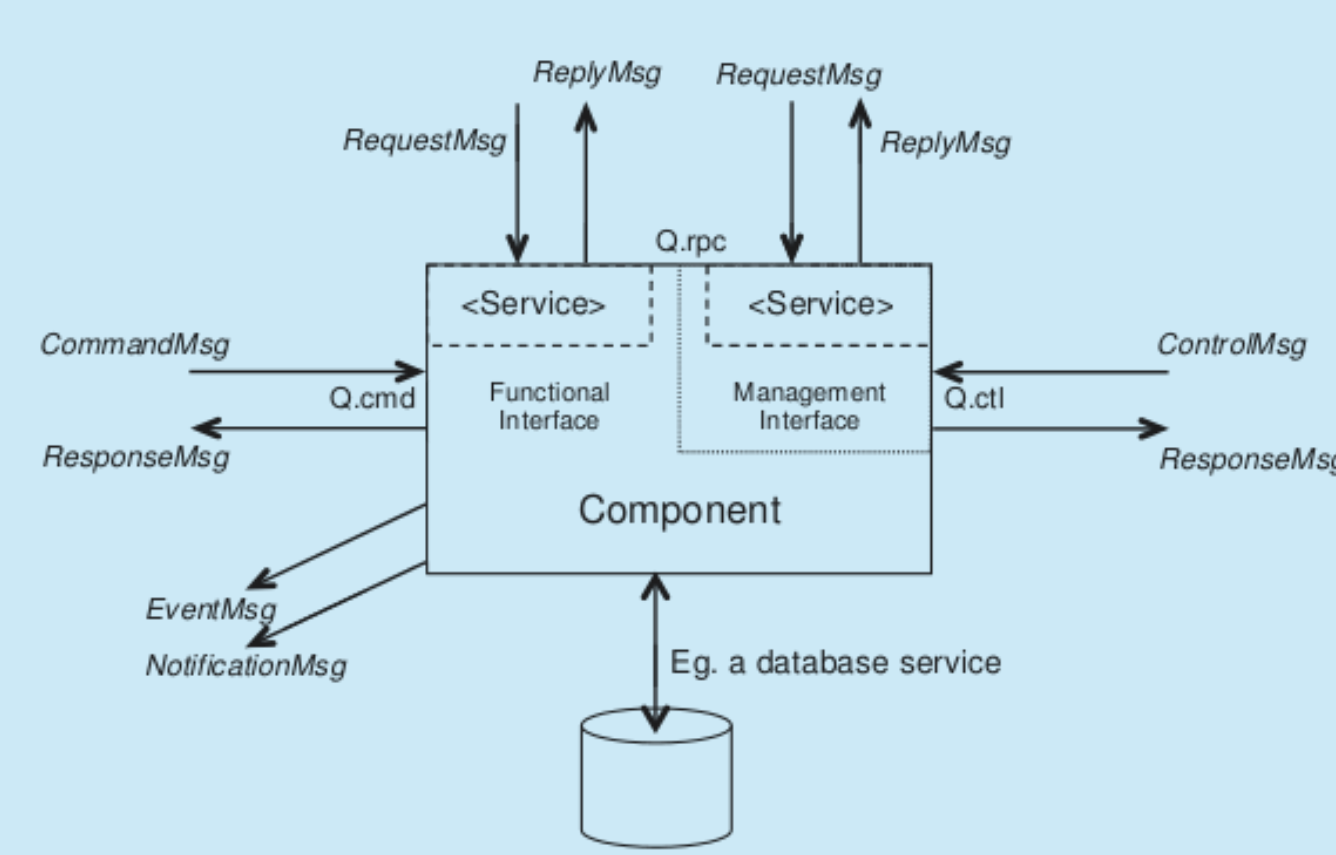 ReplyMsg
RequestMsg
RequestMsg
ReplyMsg
Q.rpc
<Service>
<Service>
CommandMsg
ControlMsg
Functional
Interface
Management
Interface
Q.cmd
Q.ctl
ResponseMsg
ResponseMsg
Component
EventMsg
NotificationMsg
Eg. a database service